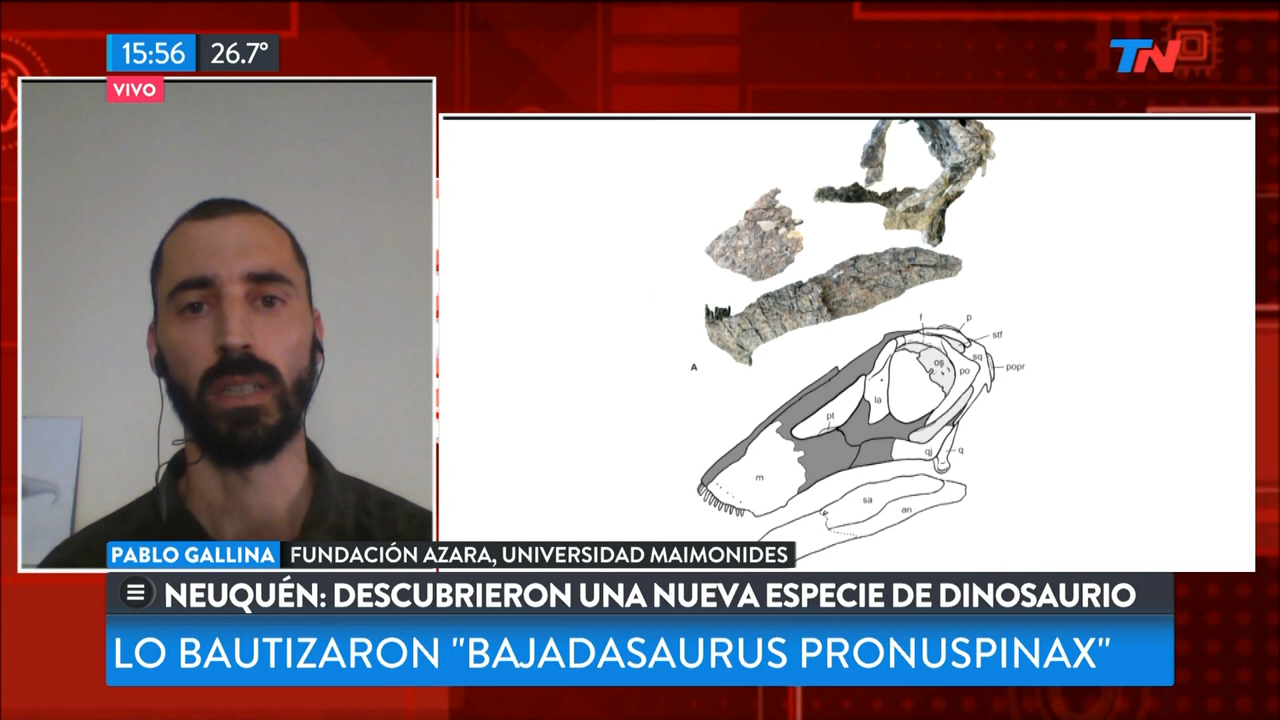 15:56 26.7°
TN
VIVO
f
p
stf
sq
os
po
popr
A
la
pt
qj
q
m
sa
an
PABLO GALLINA FUNDACIÓN AZARA, UNIVERSIDAD MAIMONIDES
NEUQUÉN: DESCUBRIERON UNA NUEVA ESPECIE DE DINOSAURIO
LO BAUTIZARON "BAJADASAURUS PRONUSPINAX"